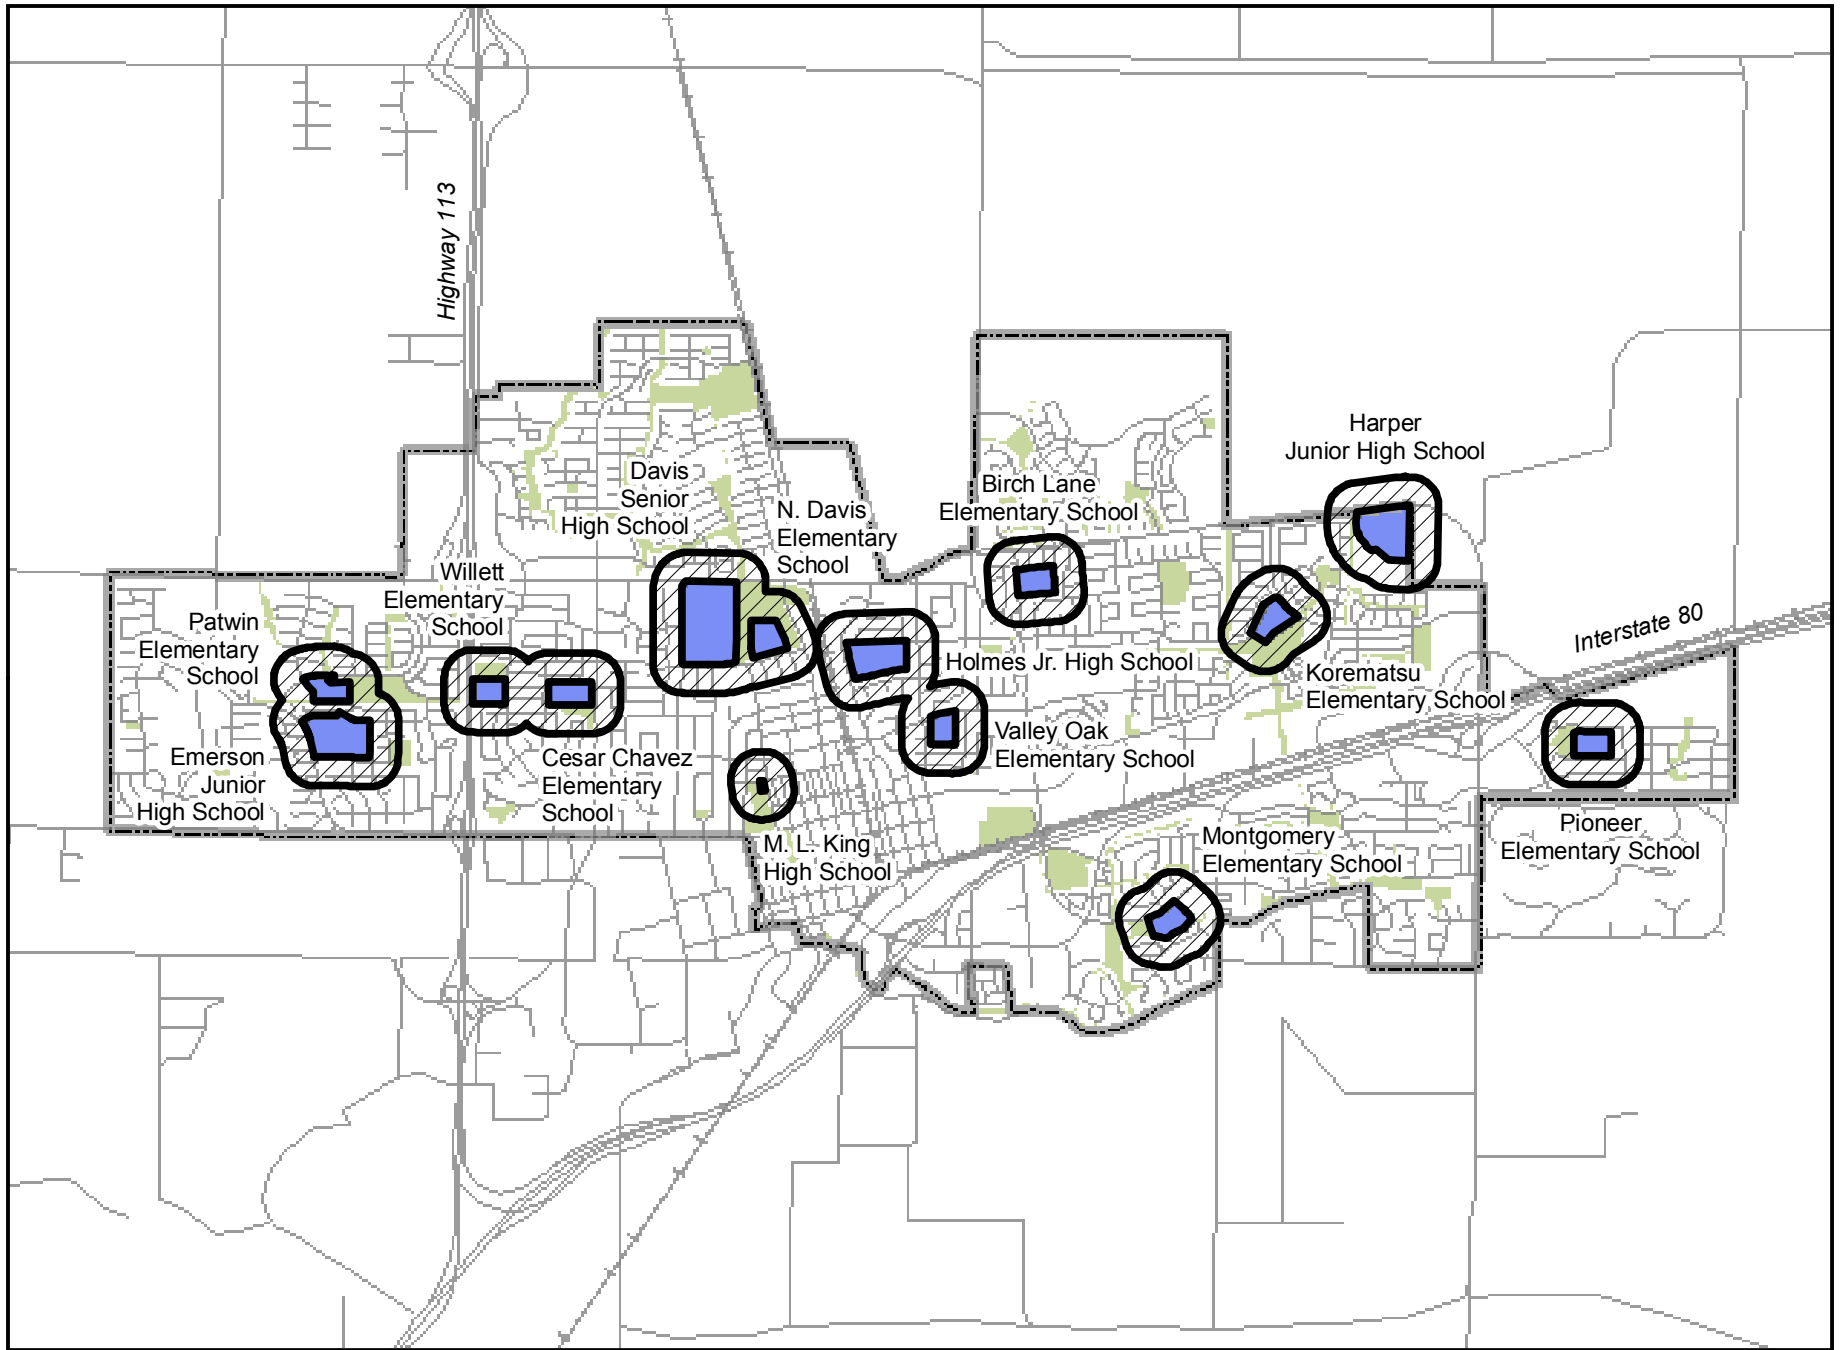 Highway 113
Harper
Junior High School
Davis
Senior
High School
N. Davis
Elementary
School
Birch Lane
Elementary School
Willett
Elementary
School
Patwin
Elementary
School
Interstate 80
Holmes Jr. High School
Korematsu
Elementary School
Valley Oak
Elementary School
Emerson
Junior
High School
Cesar Chavez
Elementary
School
M. L. King
High School
Montgomery
Elementary School
Pioneer
Elementary School